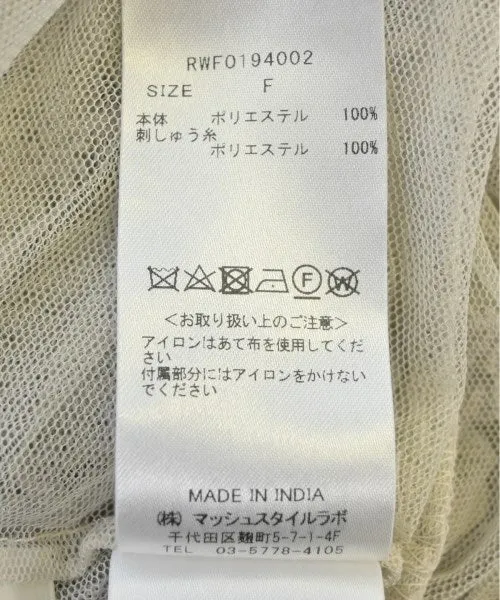 RWF0194002
SIZE F
本体 ポリエステル 100%
刺しゅう糸
ポリエステル 100%
F W
<お取り扱い上のご注意>
アイロンはあて布を使用してくだ
さい
付属部分にはアイロンをかけない
でください
MADE IN INDIA
(株) マッシュスタイルラボ
千代田区麹町5-7-1-4F
TEL 03-5778-4105